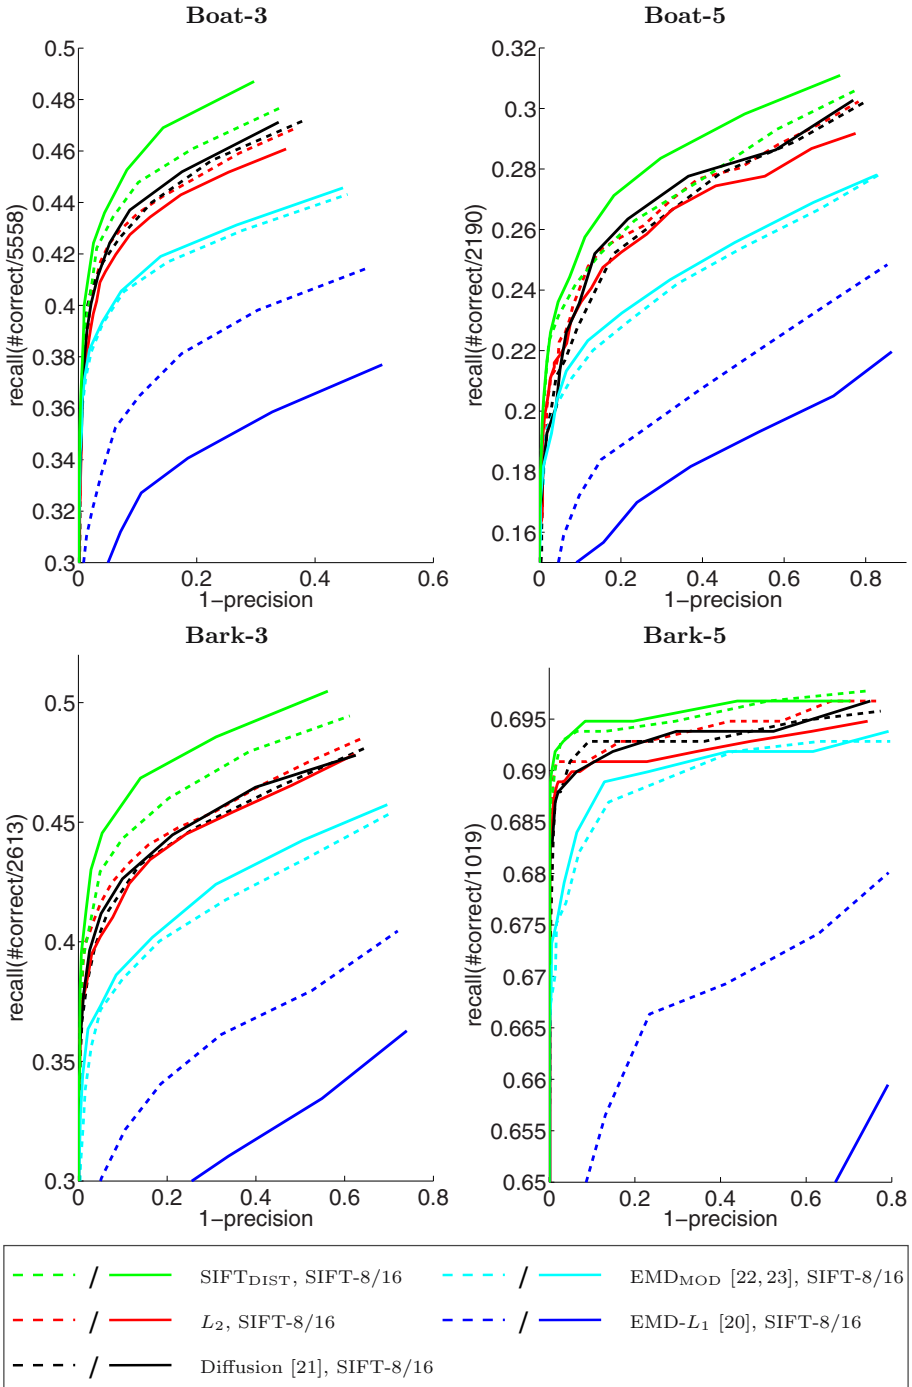 Boat-3
0.5
0.48
0.46
0.44
0.42
0.4
0.38
0.36
0.34
0.32
0.3
recall(#correct/5558)
0 0.2 0.4 0.6
1-precision
Boat-5
0.32
0.3
0.28
0.26
0.24
0.22
0.2
0.18
0.16
recall(#correct/2190)
0 0.2 0.4 0.6 0.8
1-precision
Bark-3
0.5
0.45
0.4
0.35
0.3
recall(#correct/2613)
0 0.2 0.4 0.6 0.8
1-precision
Bark-5
0.695
0.69
0.685
0.68
0.675
0.67
0.665
0.66
0.655
0.65
recall(#correct/1019)
0 0.2 0.4 0.6 0.8
1-precision
/ SIFT_DIST, SIFT-8/16
/ L2, SIFT-8/16
/ Diffusion [21], SIFT-8/16
/ EMD_MOD [22, 23], SIFT-8/16
/ EMD-L1 [20], SIFT-8/16